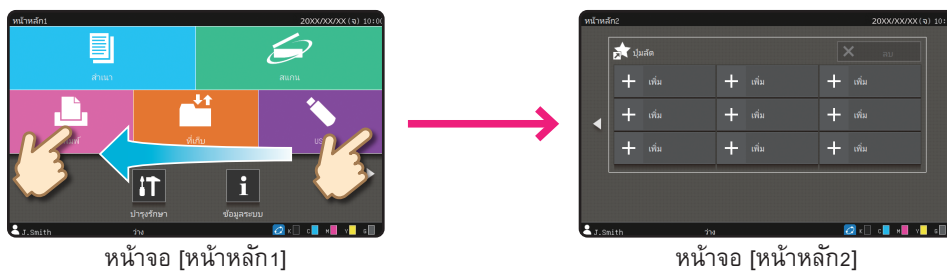 หน้าหลัก1 20XX/XX/XX(จ) 10:00
สำเนา สแกน
ที่เก็บ
บำรุงรักษา ข้อมูลระบบ
J.Smith ว่าง K C M Y G
หน้าจอ [หน้าหลัก1]
หน้าหลัก2 20XX/XX/XX(จ) 10:
ปุ่มลัด ลบ
เพิ่ม เพิ่ม เพิ่ม
เพิ่ม เพิ่ม เพิ่ม
เพิ่ม เพิ่ม เพิ่ม
J.Smith ว่าง K C M Y G
หน้าจอ [หน้าหลัก2]